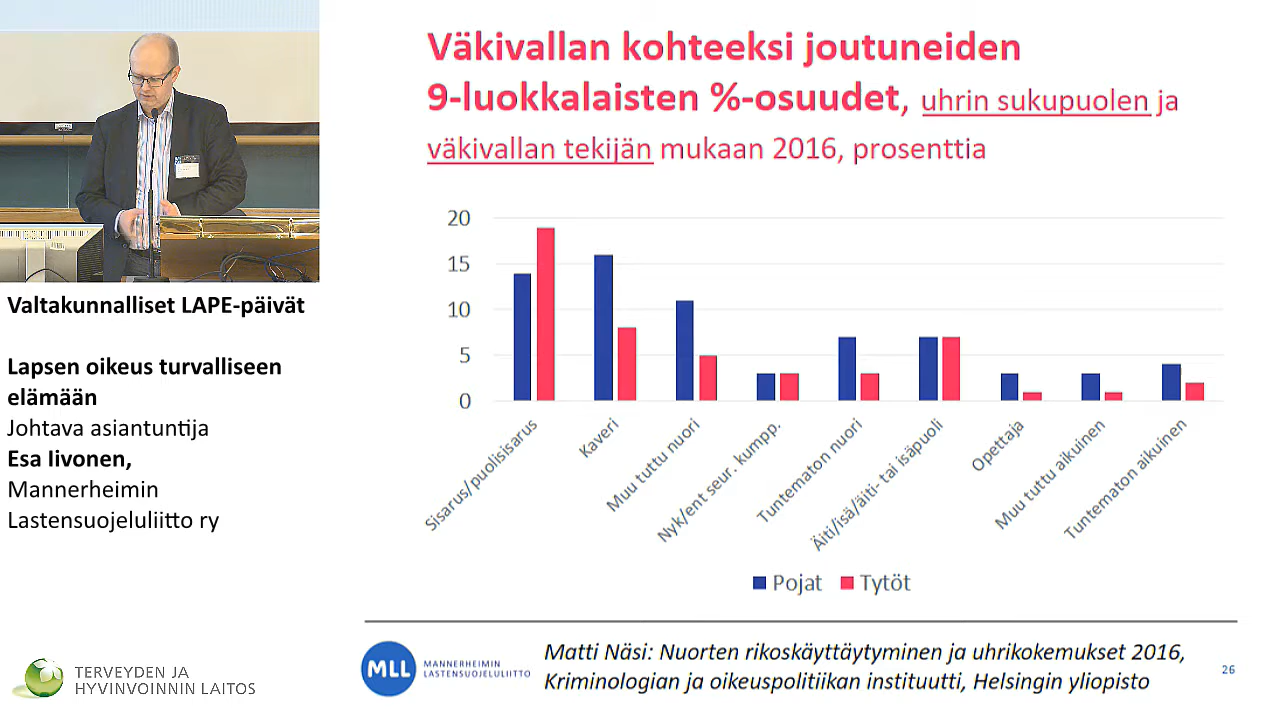 Väkivallan kohteeksi joutuneiden
9-luokkalaisten %-osuudet, uhrin sukupuolen ja
väkivallan tekijän mukaan 2016, prosenttia
20
15
10
5
0
Sisarus/puolisisarus
Kaveri
Muu tuttu nuori
Nyk/ent seur. kumpp.
Tuntematon nuori
Äiti/isä/äiti- tai isäpuoli
Opettaja
Muu tuttu aikuinen
Tuntematon aikuinen
Pojat
Tytöt
Valtakunnalliset LAPE-päivät
Lapsen oikeus turvalliseen
elämään
Johtava asiantuntija
Esa Iivonen,
Mannerheimin
Lastensuojeluliitto ry
TERVEYDEN JA
HYVINVOINNIN LAITOS
MLL
MANNERHEIMIN
LASTENSUOJELULIITTO
Matti Näsi: Nuorten rikoskäyttäytyminen ja uhrikokemukset 2016,
Kriminologian ja oikeuspolitiikan instituutti, Helsingin yliopisto
26